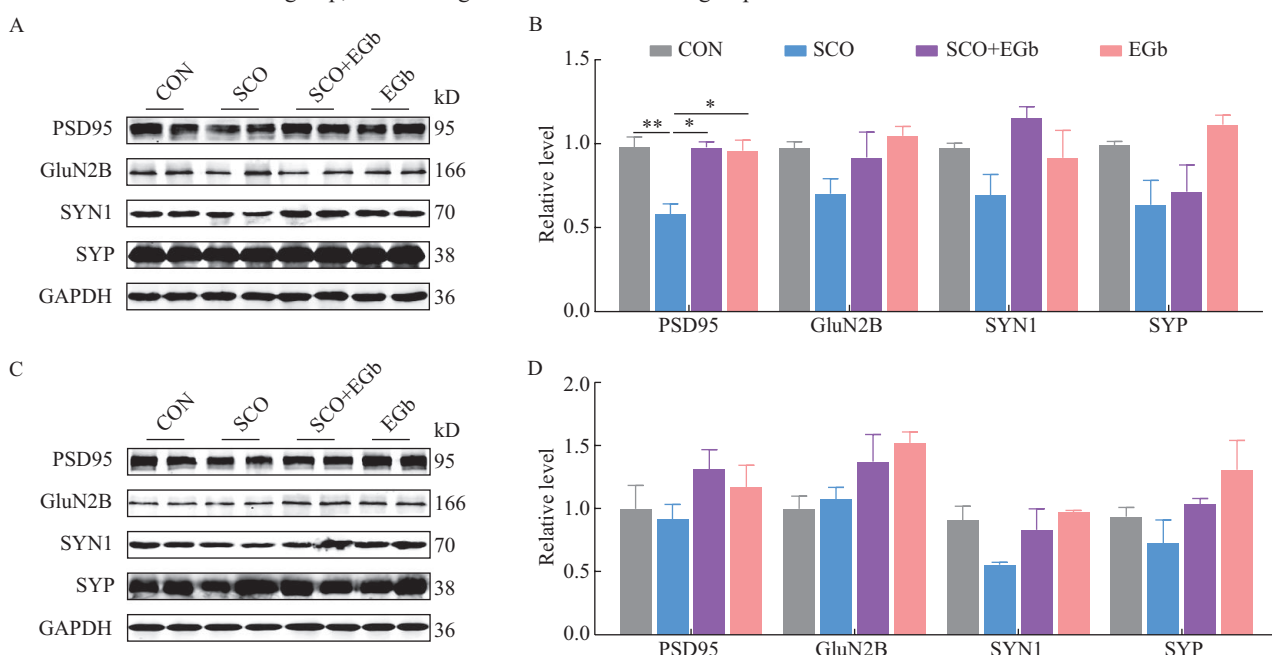 A
CON
SCO
SCO+EGb
EGb
kD
PSD95
95
GluN2B
166
SYN1
70
SYP
38
GAPDH
36
B
CON
SCO
SCO+EGb
EGb
1.5
1.0
0.5
0.0
Relative level
**
*
*
PSD95
GluN2B
SYN1
SYP
C
CON
SCO
SCO+EGb
EGb
kD
PSD95
95
GluN2B
166
SYN1
70
SYP
38
GAPDH
36
D
2.0
1.5
1.0
0.5
0.0
Relative level
PSD95
GluN2B
SYN1
SYP